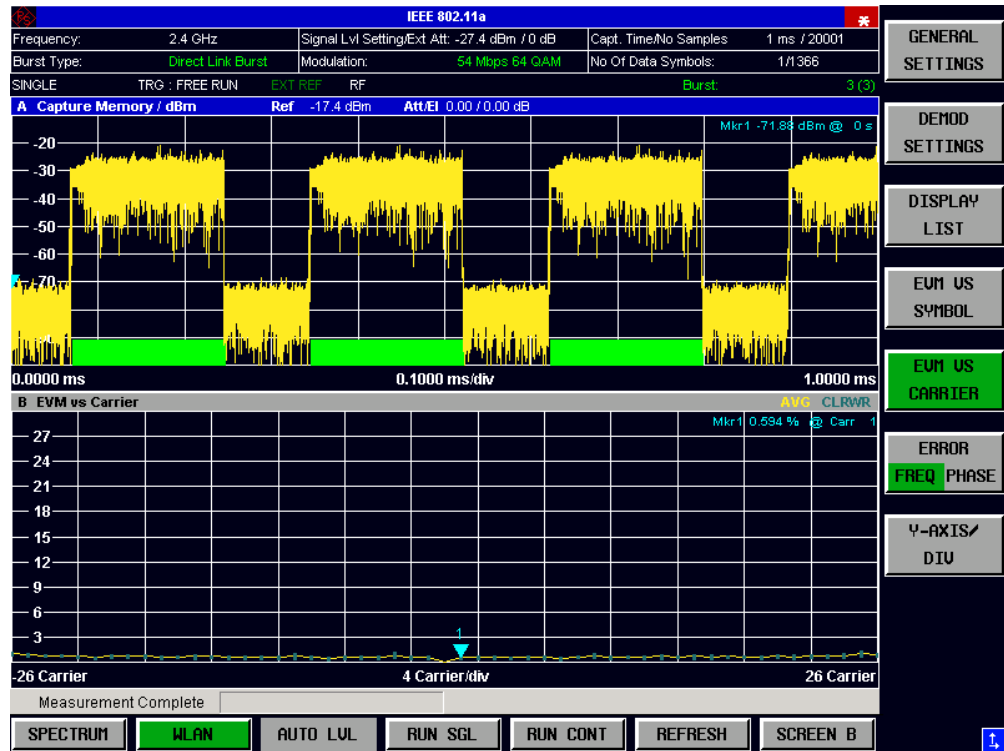 IEEE 802.11a
Frequency: 2.4 GHz Signal Lvl Setting/Ext Att: -27.4 dBm / 0 dB Capt. Time/No Samples 1 ms / 20001
Burst Type: Direct Link Burst Modulation: 54 Mbps 64 QAM No Of Data Symbols: 1/1366
SINGLE TRG : FREE RUN EXT REF RF Burst: 3 (3)
A Capture Memory / dBm Ref -17.4 dBm Att/El 0.00 / 0.00 dB
Mkr1 -71.88 dBm @ 0 s
-20
-30
-40
-50
-60
-70
0.0000 ms 0.1000 ms/div 1.0000 ms
B EVM vs Carrier AVG CLRWR
Mkr1 0.594 % @ Carr 1
27
24
21
18
15
12
9
6
3
1
-26 Carrier 4 Carrier/div 26 Carrier
Measurement Complete
SPECTRUM WLAN AUTO LVL RUN SGL RUN CONT REFRESH SCREEN B
GENERAL
SETTINGS
DEMOD
SETTINGS
DISPLAY
LIST
EVM VS
SYMBOL
EVM VS
CARRIER
ERROR
FREQ PHASE
Y-AXIS/
DIV